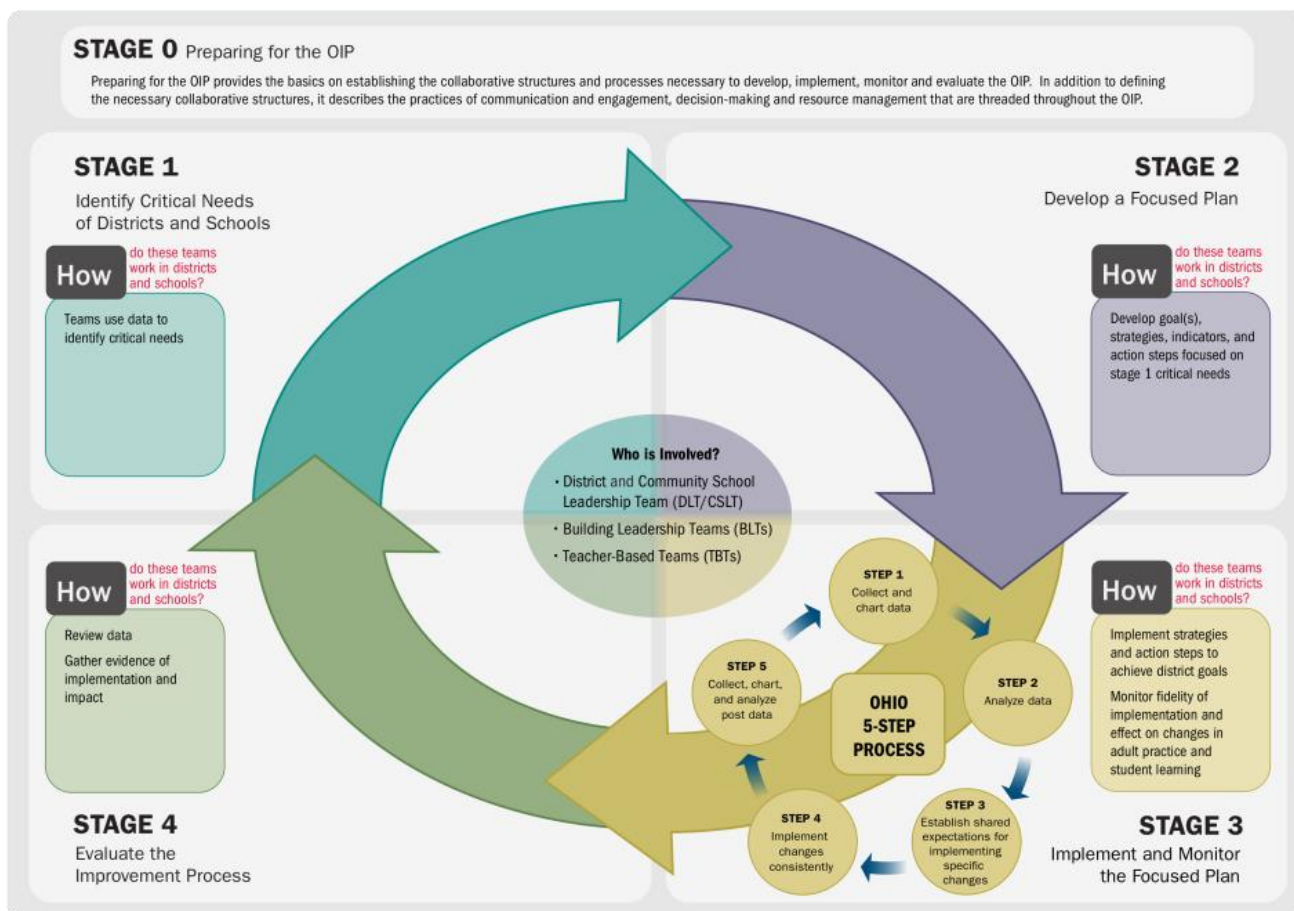 STAGE 0 Preparing for the OIP
Preparing for the OIP provides the basics on establishing the collaborative structures and processes necessary to develop, implement, monitor and evaluate the OIP. In addition to defining
the necessary collaborative structures, it describes the practices of communication and engagement, decision-making and resource management that are threaded throughout the OIP.
STAGE 1
Identify Critical Needs
of Districts and Schools
How
do these teams
work in districts
and schools?
Teams use data to
identify critical needs
STAGE 2
Develop a Focused Plan
How
do these teams
work in districts
and schools?
Develop goal(s),
strategies, indicators, and
action steps focused on
stage 1 critical needs
Who is Involved?
• District and Community School
Leadership Team (DLT/CSLT)
• Building Leadership Teams (BLTs)
• Teacher-Based Teams (TBTs)
How
do these teams
work in districts
and schools?
Implement strategies
and action steps to
achieve district goals
Monitor fidelity of
implementation and
effect on changes in
adult practice and
student learning
STAGE 3
Implement and Monitor
the Focused Plan
OHIO
5-STEP
PROCESS
STEP 1
Collect and
chart data
STEP 2
Analyze data
STEP 3
Establish shared
expectations for
implementing
specific
changes
STEP 4
Implement
changes
consistently
STEP 5
Collect, chart,
and analyze
post data
How
do these teams
work in districts
and schools?
Review data
Gather evidence of
implementation and
impact
STAGE 4
Evaluate the
Improvement Process